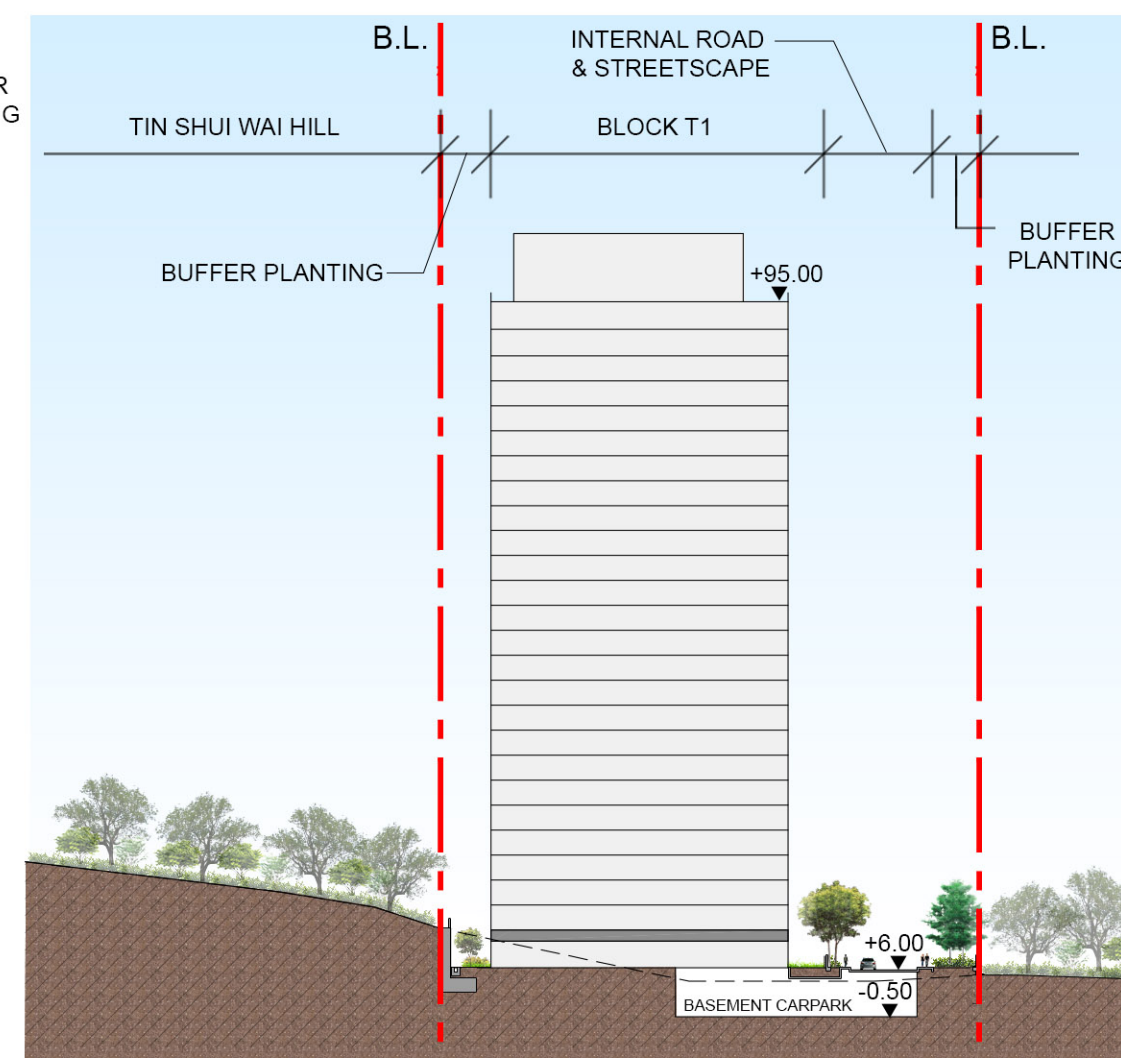 B.L.
INTERNAL ROAD
& STREETSCAPE
B.L.
R
G
TIN SHUI WAI HILL
BLOCK T1
BUFFER
PLANTING
BUFFER PLANTING
+95.00
+6.00
-0.50
BASEMENT CARPARK